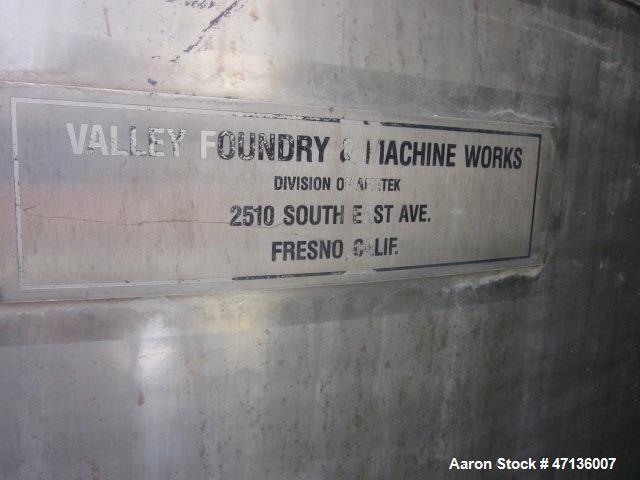 VALLEY FOUNDRY & MACHINE WORKS
DIVISION OF
2510 SOUTH EAST AVE.
FRESNO, CALIF.
Aaron Stock # 47136007